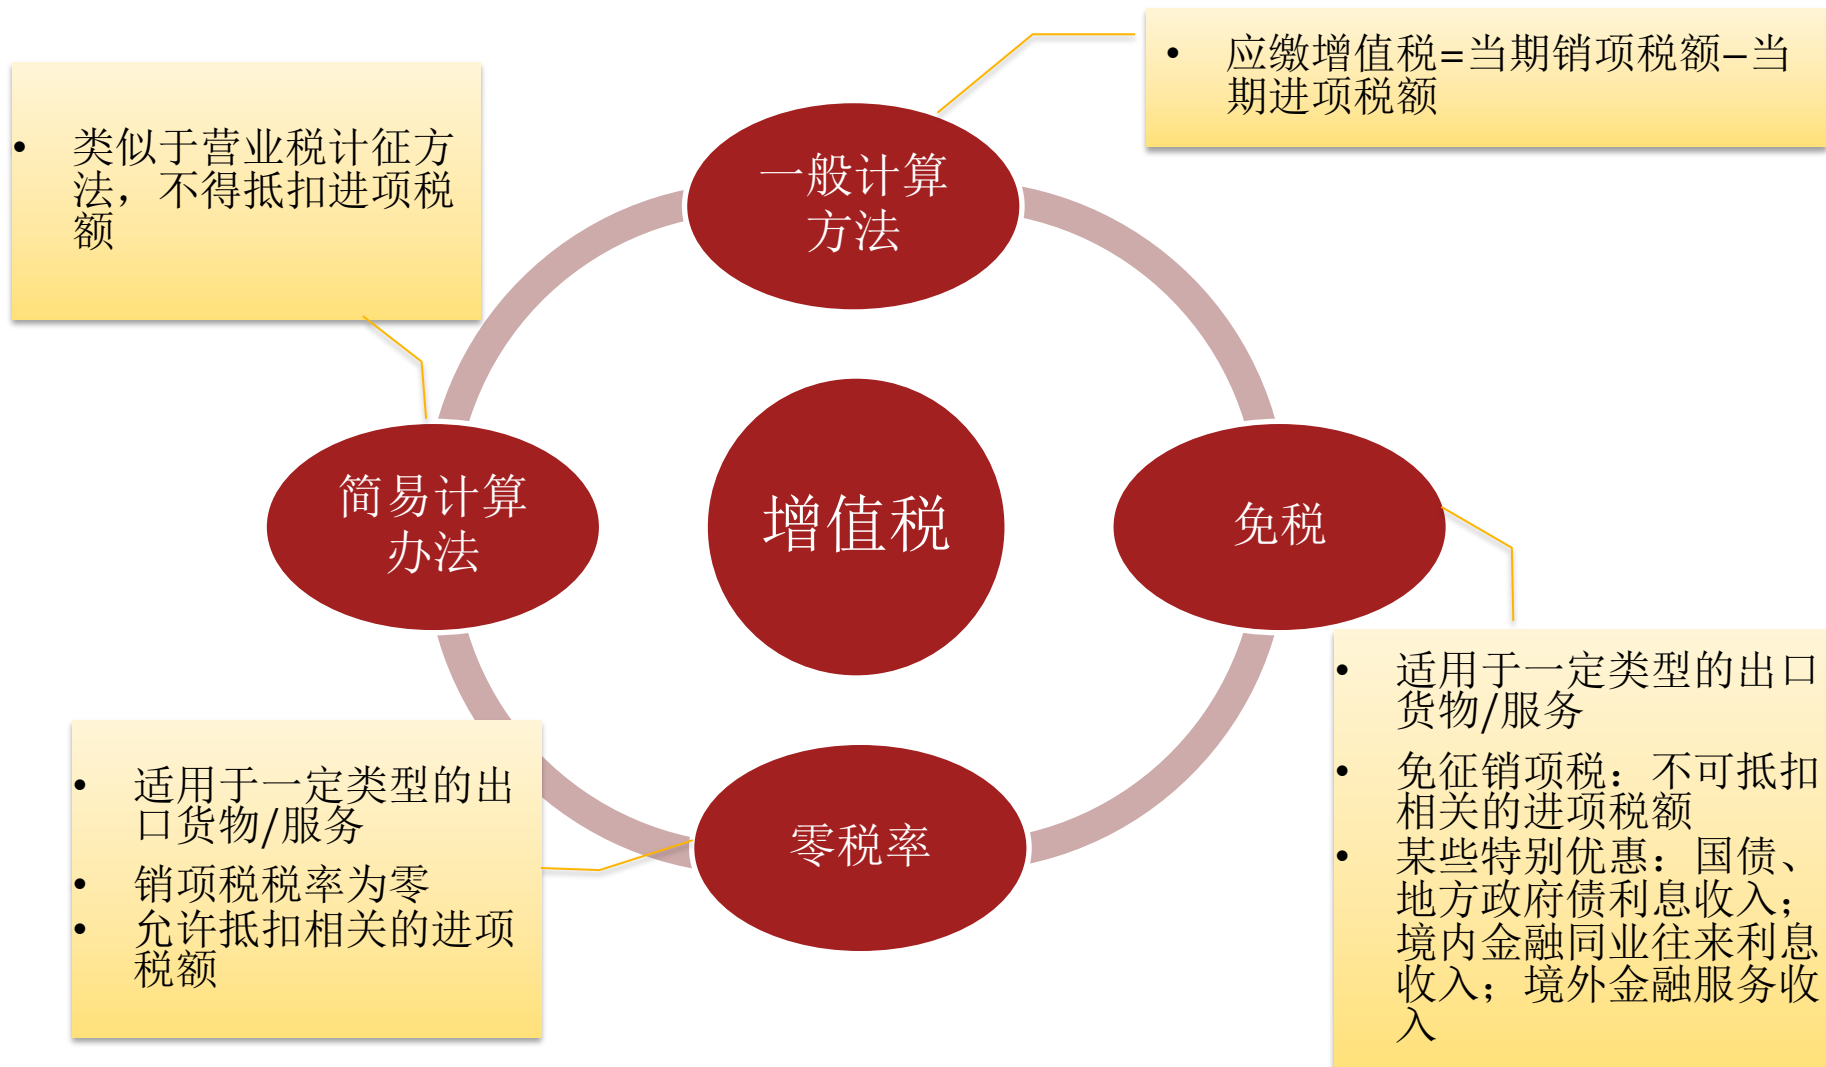 • 应缴增值税=当期销项税额–当
期进项税额
• 类似于营业税计征方
法，不得抵扣进项税
额
一般计算
方法
简易计算
办法
增值税
免税
零税率
• 适用于一定类型的出
口货物/服务
• 销项税税率为零
• 允许抵扣相关的进项
税额
• 适用于一定类型的出口
货物/服务
• 免征销项税：不可抵扣
相关的进项税额
• 某些特别优惠：国债、
地方政府债利息收入；
境内金融同业往来利息
收入；境外金融服务收
入